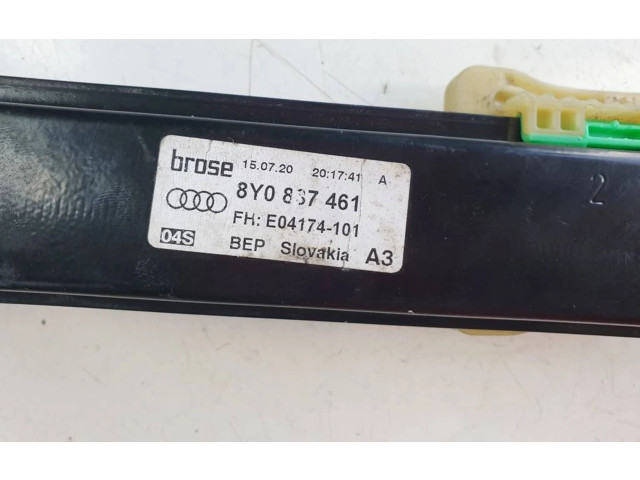 brose 15.07.20 20:17:41 A
8Y0 837 461
FH: E04174-101
04S BEP Slovakia A3
2